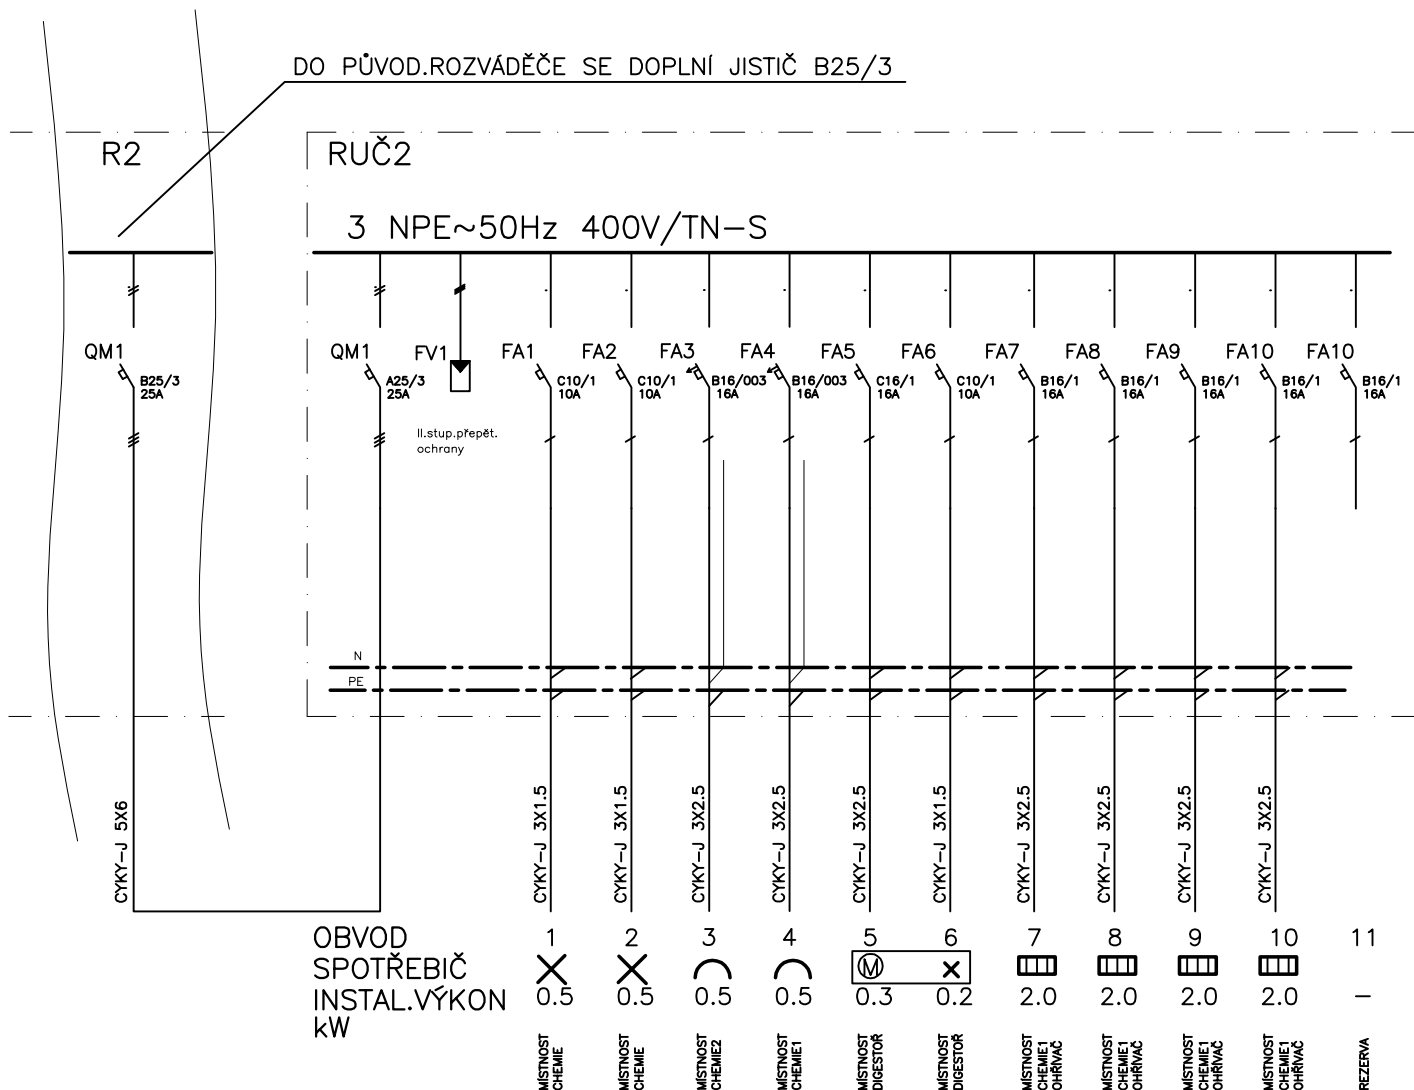 DO PŮVOD.ROZVÁDĚČE SE DOPLNÍ JISTIČ B25/3
R2
RUČ2
3 NPE~50Hz 400V/TN-S
QM1
B25/3
25A
QM1
A25/3
25A
FV1
II.stup.přepět.
ochrany
FA1
C10/1
10A
FA2
C10/1
10A
FA3
B16/003
16A
FA4
B16/003
16A
FA5
C16/1
16A
FA6
C10/1
10A
FA7
B16/1
16A
FA8
B16/1
16A
FA9
B16/1
16A
FA10
B16/1
16A
FA10
B16/1
16A
N
PE
CYKY-J 5X6
CYKY-J 3X1.5
CYKY-J 3X1.5
CYKY-J 3X2.5
CYKY-J 3X2.5
CYKY-J 3X2.5
CYKY-J 3X1.5
CYKY-J 3X2.5
CYKY-J 3X2.5
CYKY-J 3X2.5
CYKY-J 3X2.5
OBVOD 1 2 3 4 5 6 7 8 9 10 11
SPOTŘEBIČ M
INSTAL.VÝKON 0.5 0.5 0.5 0.5 0.3 0.2 2.0 2.0 2.0 2.0 -
kW
MÍSTNOST
CHEMIE
MÍSTNOST
CHEMIE
MÍSTNOST
CHEMIE2
MÍSTNOST
CHEMIE1
MÍSTNOST
DIGESTOŘ
MÍSTNOST
DIGESTOŘ
MÍSTNOST
CHEMIE1
OHŘÍVAČ
MÍSTNOST
CHEMIE1
OHŘÍVAČ
MÍSTNOST
CHEMIE1
OHŘÍVAČ
MÍSTNOST
CHEMIE1
OHŘÍVAČ
REZERVA